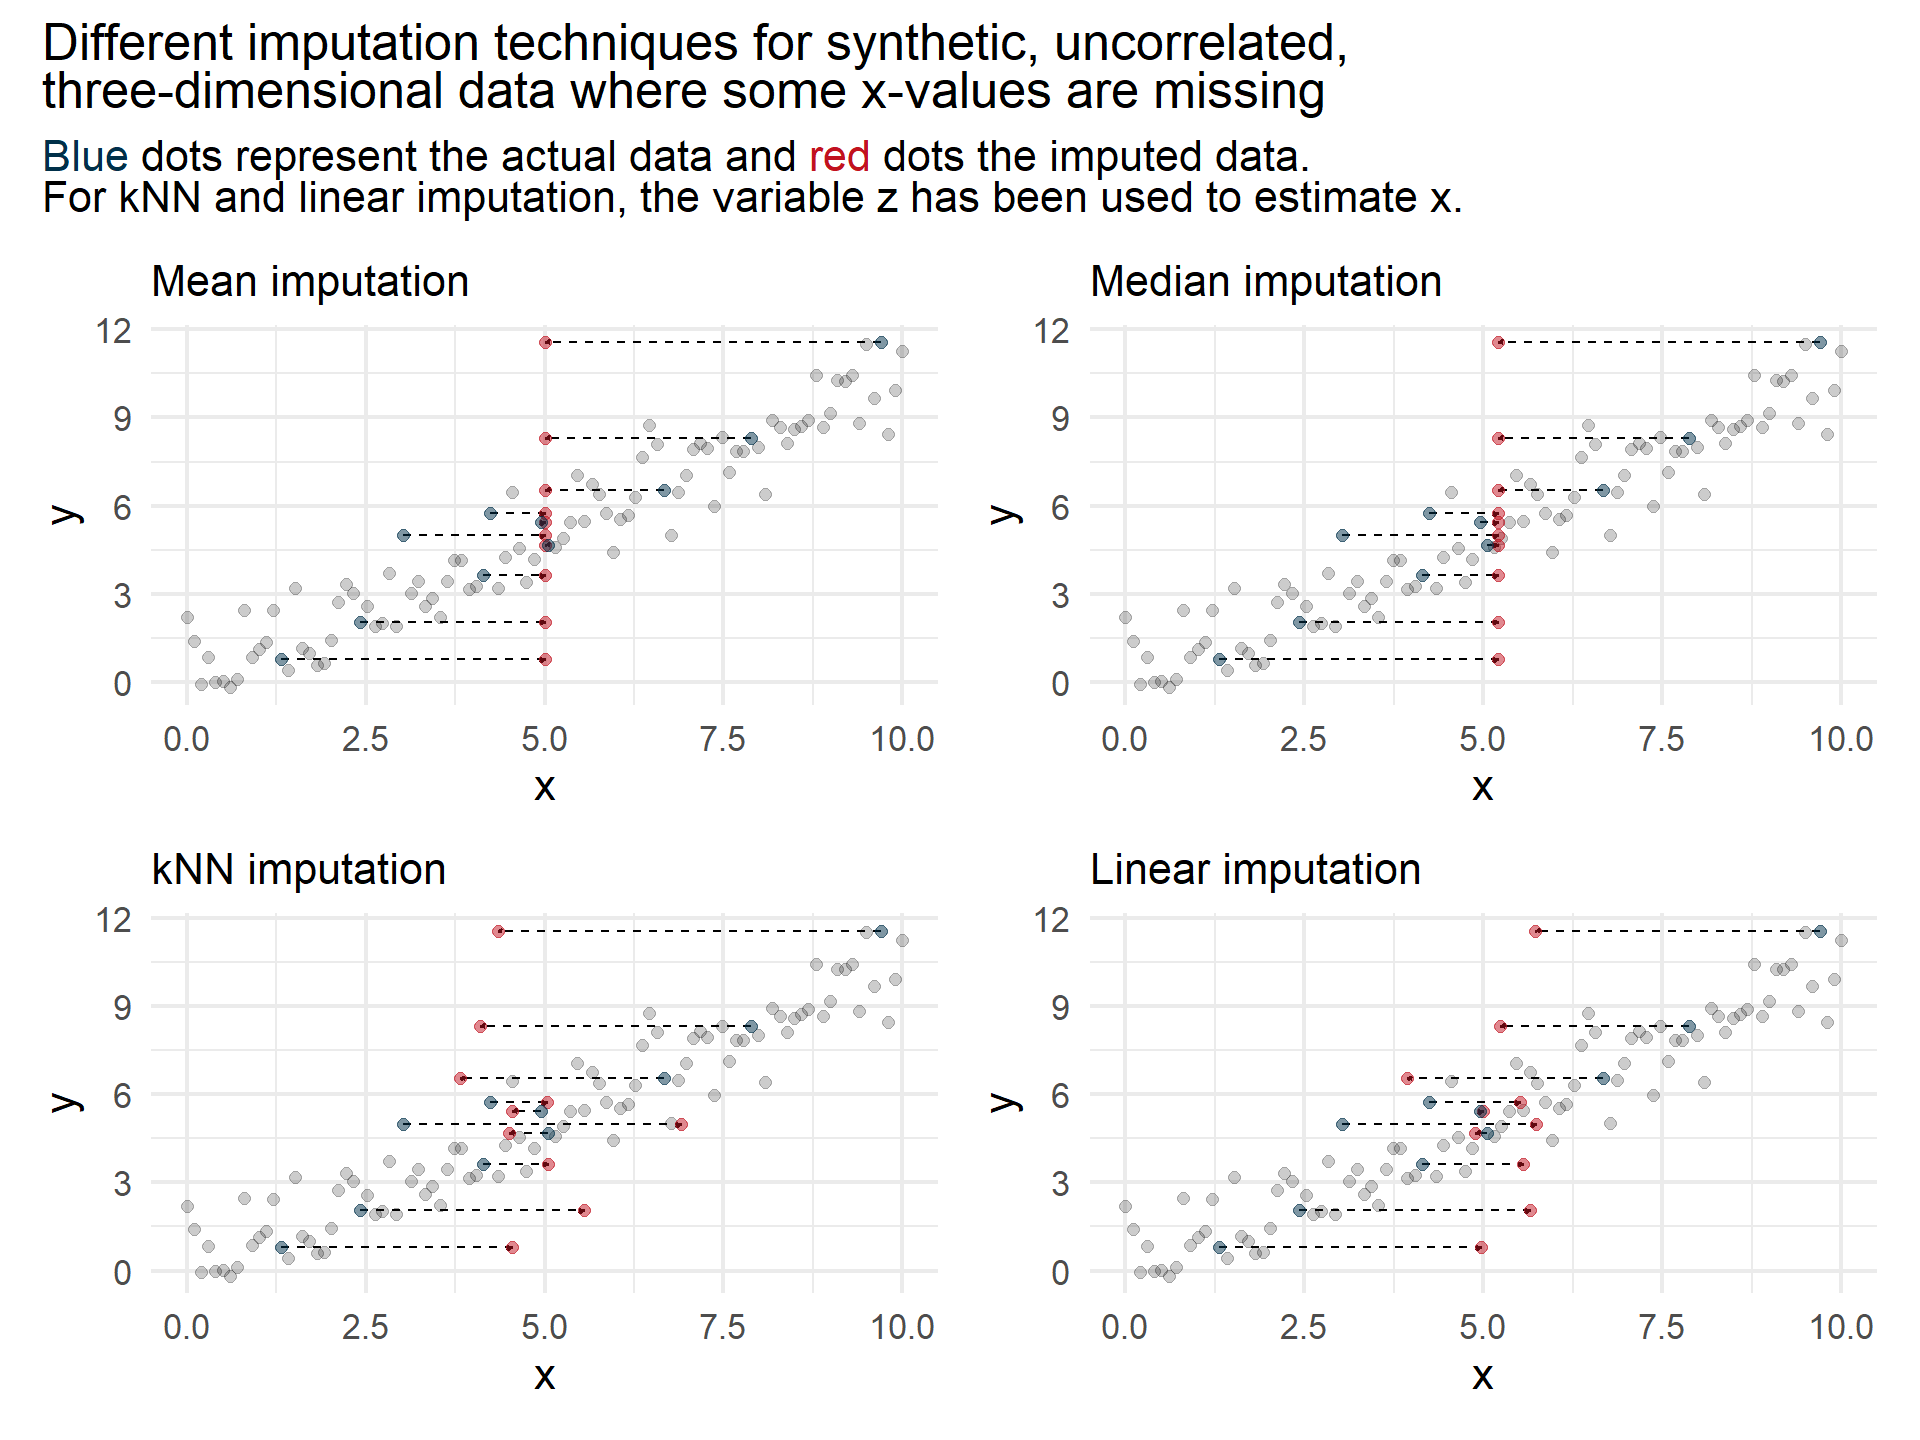 Different imputation techniques for synthetic, uncorrelated,
three-dimensional data where some x-values are missing
Blue dots represent the actual data and red dots the imputed data.
For kNN and linear imputation, the variable z has been used to estimate x.
Mean imputation
12
9
6
3
0
y
0.0 2.5 5.0 7.5 10.0
x
Median imputation
12
9
6
3
0
y
0.0 2.5 5.0 7.5 10.0
x
kNN imputation
12
9
6
3
0
y
0.0 2.5 5.0 7.5 10.0
x
Linear imputation
12
9
6
3
0
y
0.0 2.5 5.0 7.5 10.0
x